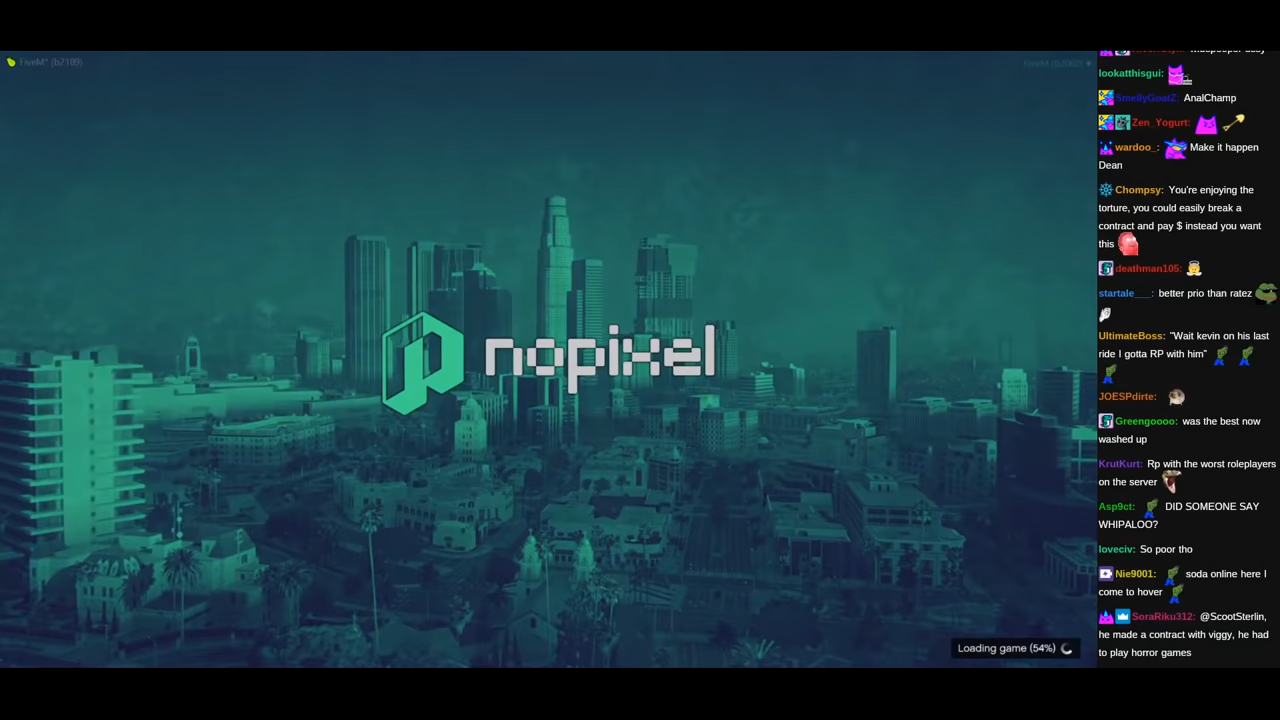 FiveM* (b2189)
nopixel
Loading game (54%)
lookatthisgui:
SmellyGoatZ: AnalChamp
Zen_Yogurt:
wardoo_: Make it happen
Dean
Chompsy: You're enjoying the
torture, you could easily break a
contract and pay $ instead you want
this
deathman105:
startale___: better prio than ratez
UltimateBoss: "Wait kevin on his last
ride I gotta RP with him"
JOESPdirte:
Greengoooo: was the best now
washed up
KrutKurt: Rp with the worst roleplayers
on the server
Asp9ct: DID SOMEONE SAY
WHIPALOO?
loveciv: So poor tho
Nie9001: soda online here I
come to hover
SoraRiku312: @ScootSterlin,
he made a contract with viggy, he had
to play horror games